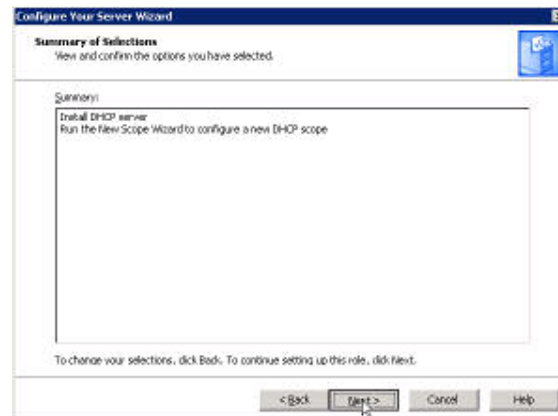 Configure Your Server Wizard
Summary of Selections
View and confirm the options you have selected.
Summary:
Install DHCP server
Run the New Scope Wizard to configure a new DHCP scope
To change your selections, click Back. To continue setting up this role, click Next.
< Back Next > Cancel Help